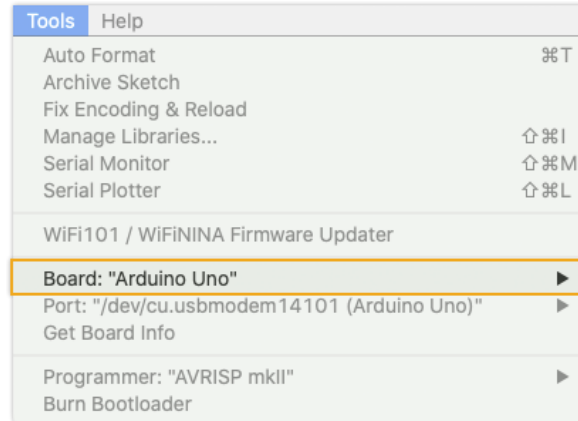 Tools Help
Auto Format ⌘T
Archive Sketch
Fix Encoding & Reload
Manage Libraries... ⇧⌘I
Serial Monitor ⇧⌘M
Serial Plotter ⇧⌘L
WiFi101 / WiFiNINA Firmware Updater
Board: "Arduino Uno" ▶
Port: "/dev/cu.usbmodem14101 (Arduino Uno)" ▶
Get Board Info
Programmer: "AVRISP mkII" ▶
Burn Bootloader